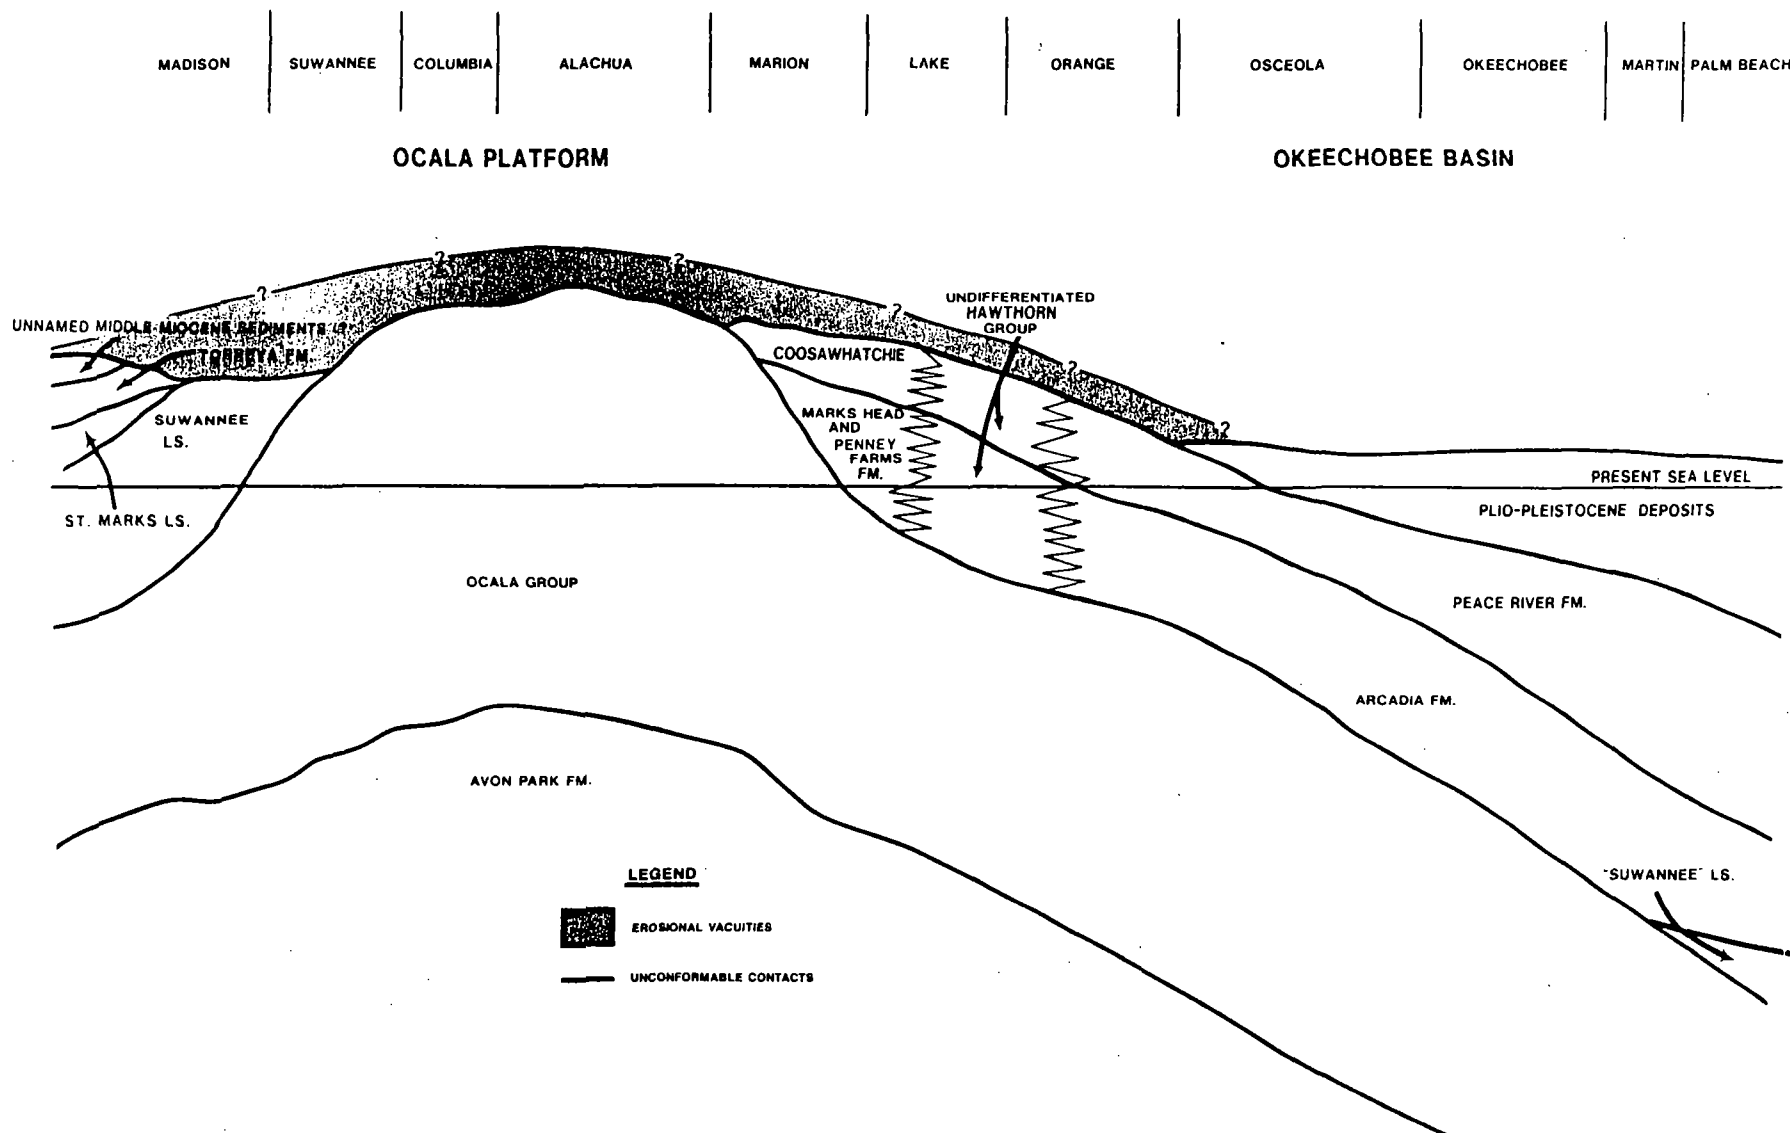 MADISON SUWANNEE COLUMBIA ALACHUA MARION LAKE ORANGE OSCEOLA OKEECHOBEE MARTIN PALM BEACH
OCALA PLATFORM OKEECHOBEE BASIN
? ? ? ? ? ?
UNDIFFERENTIATED
HAWTHORN
GROUP
UNNAMED MIDDLE-MIOCENE SEDIMENTS
TORREYA FM.
COOSAWHATCHIE
SUWANNEE
LS.
MARKS HEAD
AND
PENNEY
FARMS
FM.
PRESENT SEA LEVEL
ST. MARKS LS.
PLIO-PLEISTOCENE DEPOSITS
OCALA GROUP
PEACE RIVER FM.
ARCADIA FM.
AVON PARK FM.
"SUWANNEE" LS.
LEGEND
EROSIONAL VACUITIES
UNCONFORMABLE CONTACTS